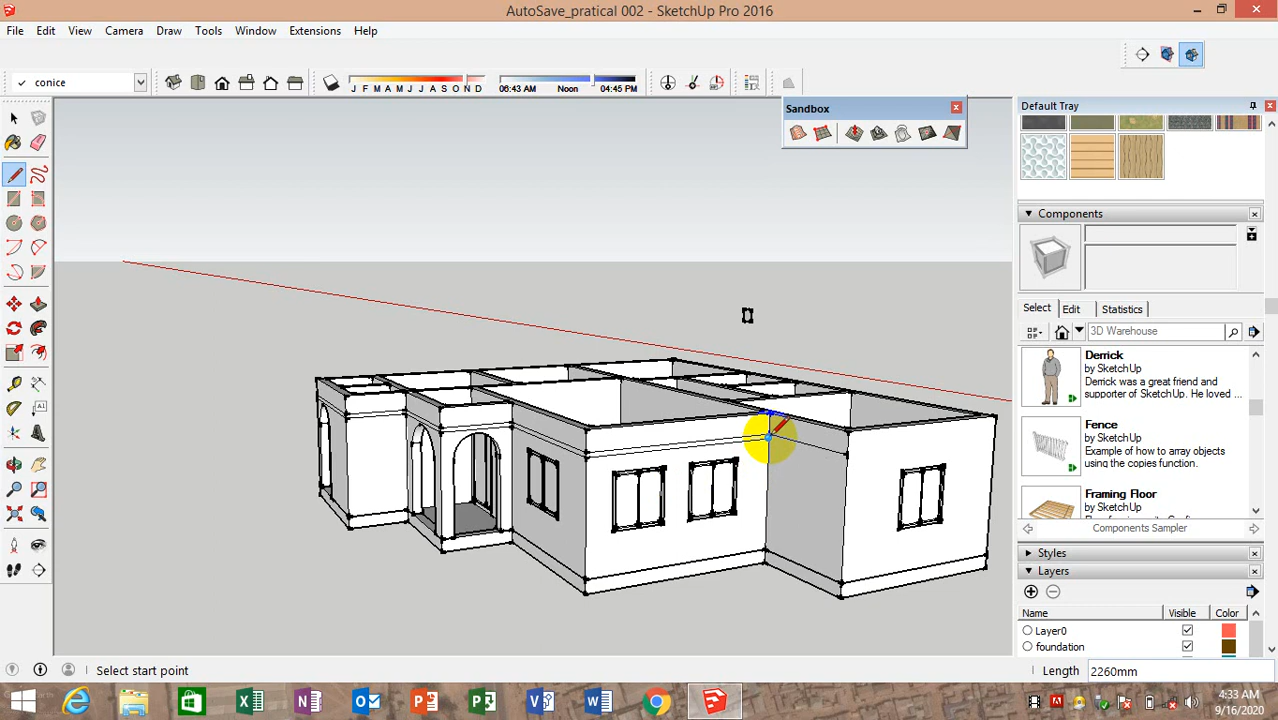 AutoSave_pratical 002 - SketchUp Pro 2016
File Edit View Camera Draw Tools Window Extensions Help
conice
J F M A M J J A S O N D
06:43 AM Noon 04:45 PM
Sandbox
Default Tray
Components
Select Edit Statistics
3D Warehouse
Derrick
by SketchUp
Derrick was a great friend and
supporter of SketchUp. He loved ...
Fence
by SketchUp
Demonstrate how to array objects
using the copies function.
Framing Floor
by SketchUp
Components Sampler
Styles
Layers
Name Visible Color
Layer0
foundation
Select start point
Length 2260mm
4:33 AM
9/16/2020